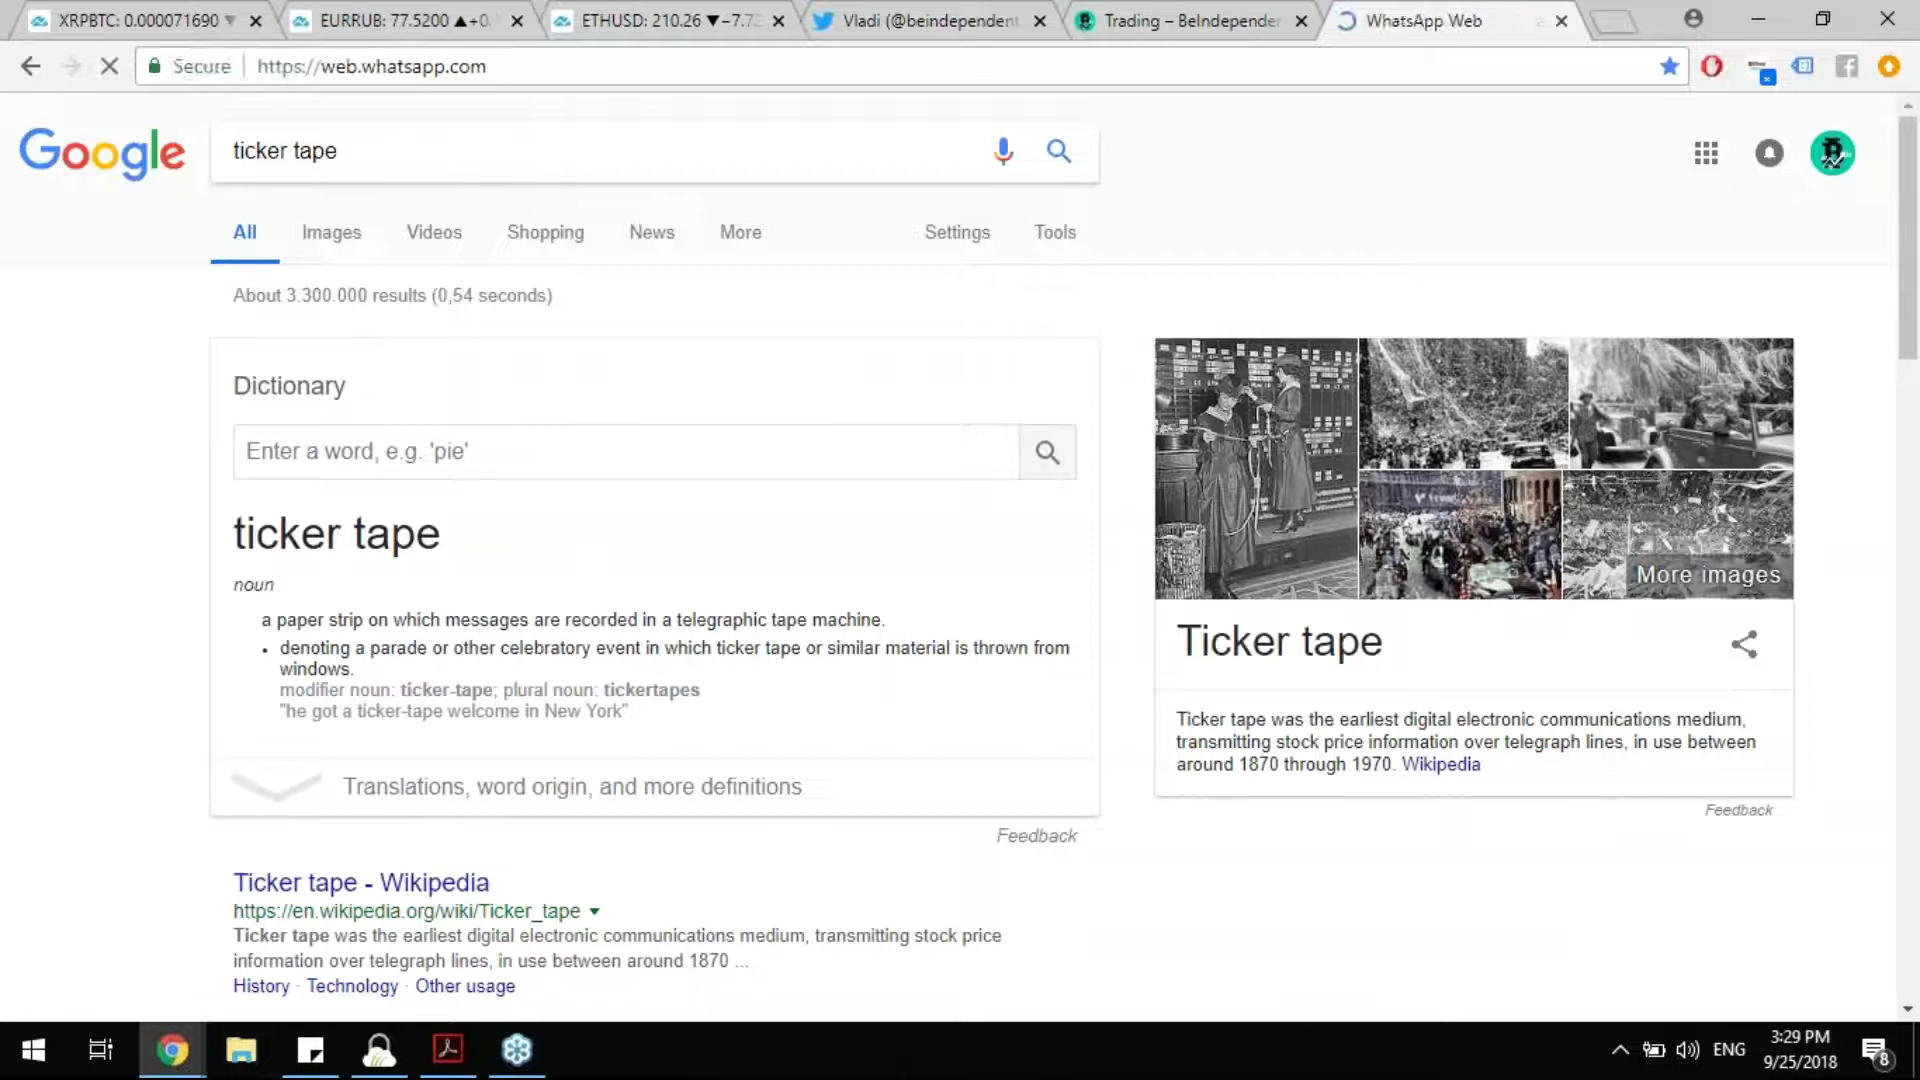 XRPBTC: 0.000071690 ▼
EURRUB: 77.5200 ▲+0
ETHUSD: 210.26 ▼−7.7
Vladi (@beindependent
Trading – BeIndepende
WhatsApp Web
Secure
https://web.whatsapp.com
Google
ticker tape
All Images Videos Shopping News More Settings Tools
About 3.300.000 results (0,54 seconds)
Dictionary
Enter a word, e.g. 'pie'
ticker tape
noun
a paper strip on which messages are recorded in a telegraphic tape machine.
• denoting a parade or other celebratory event in which ticker tape or similar material is thrown from
windows.
modifier noun: ticker-tape; plural noun: tickertapes
"he got a ticker-tape welcome in New York"
Translations, word origin, and more definitions
Feedback
More images
Ticker tape
Ticker tape was the earliest digital electronic communications medium,
transmitting stock price information over telegraph lines, in use between
around 1870 through 1970. Wikipedia
Feedback
Ticker tape - Wikipedia
https://en.wikipedia.org/wiki/Ticker_tape
Ticker tape was the earliest digital electronic communications medium, transmitting stock price
information over telegraph lines, in use between around 1870 ...
History · Technology · Other usage
ENG
3:29 PM
9/25/2018
8